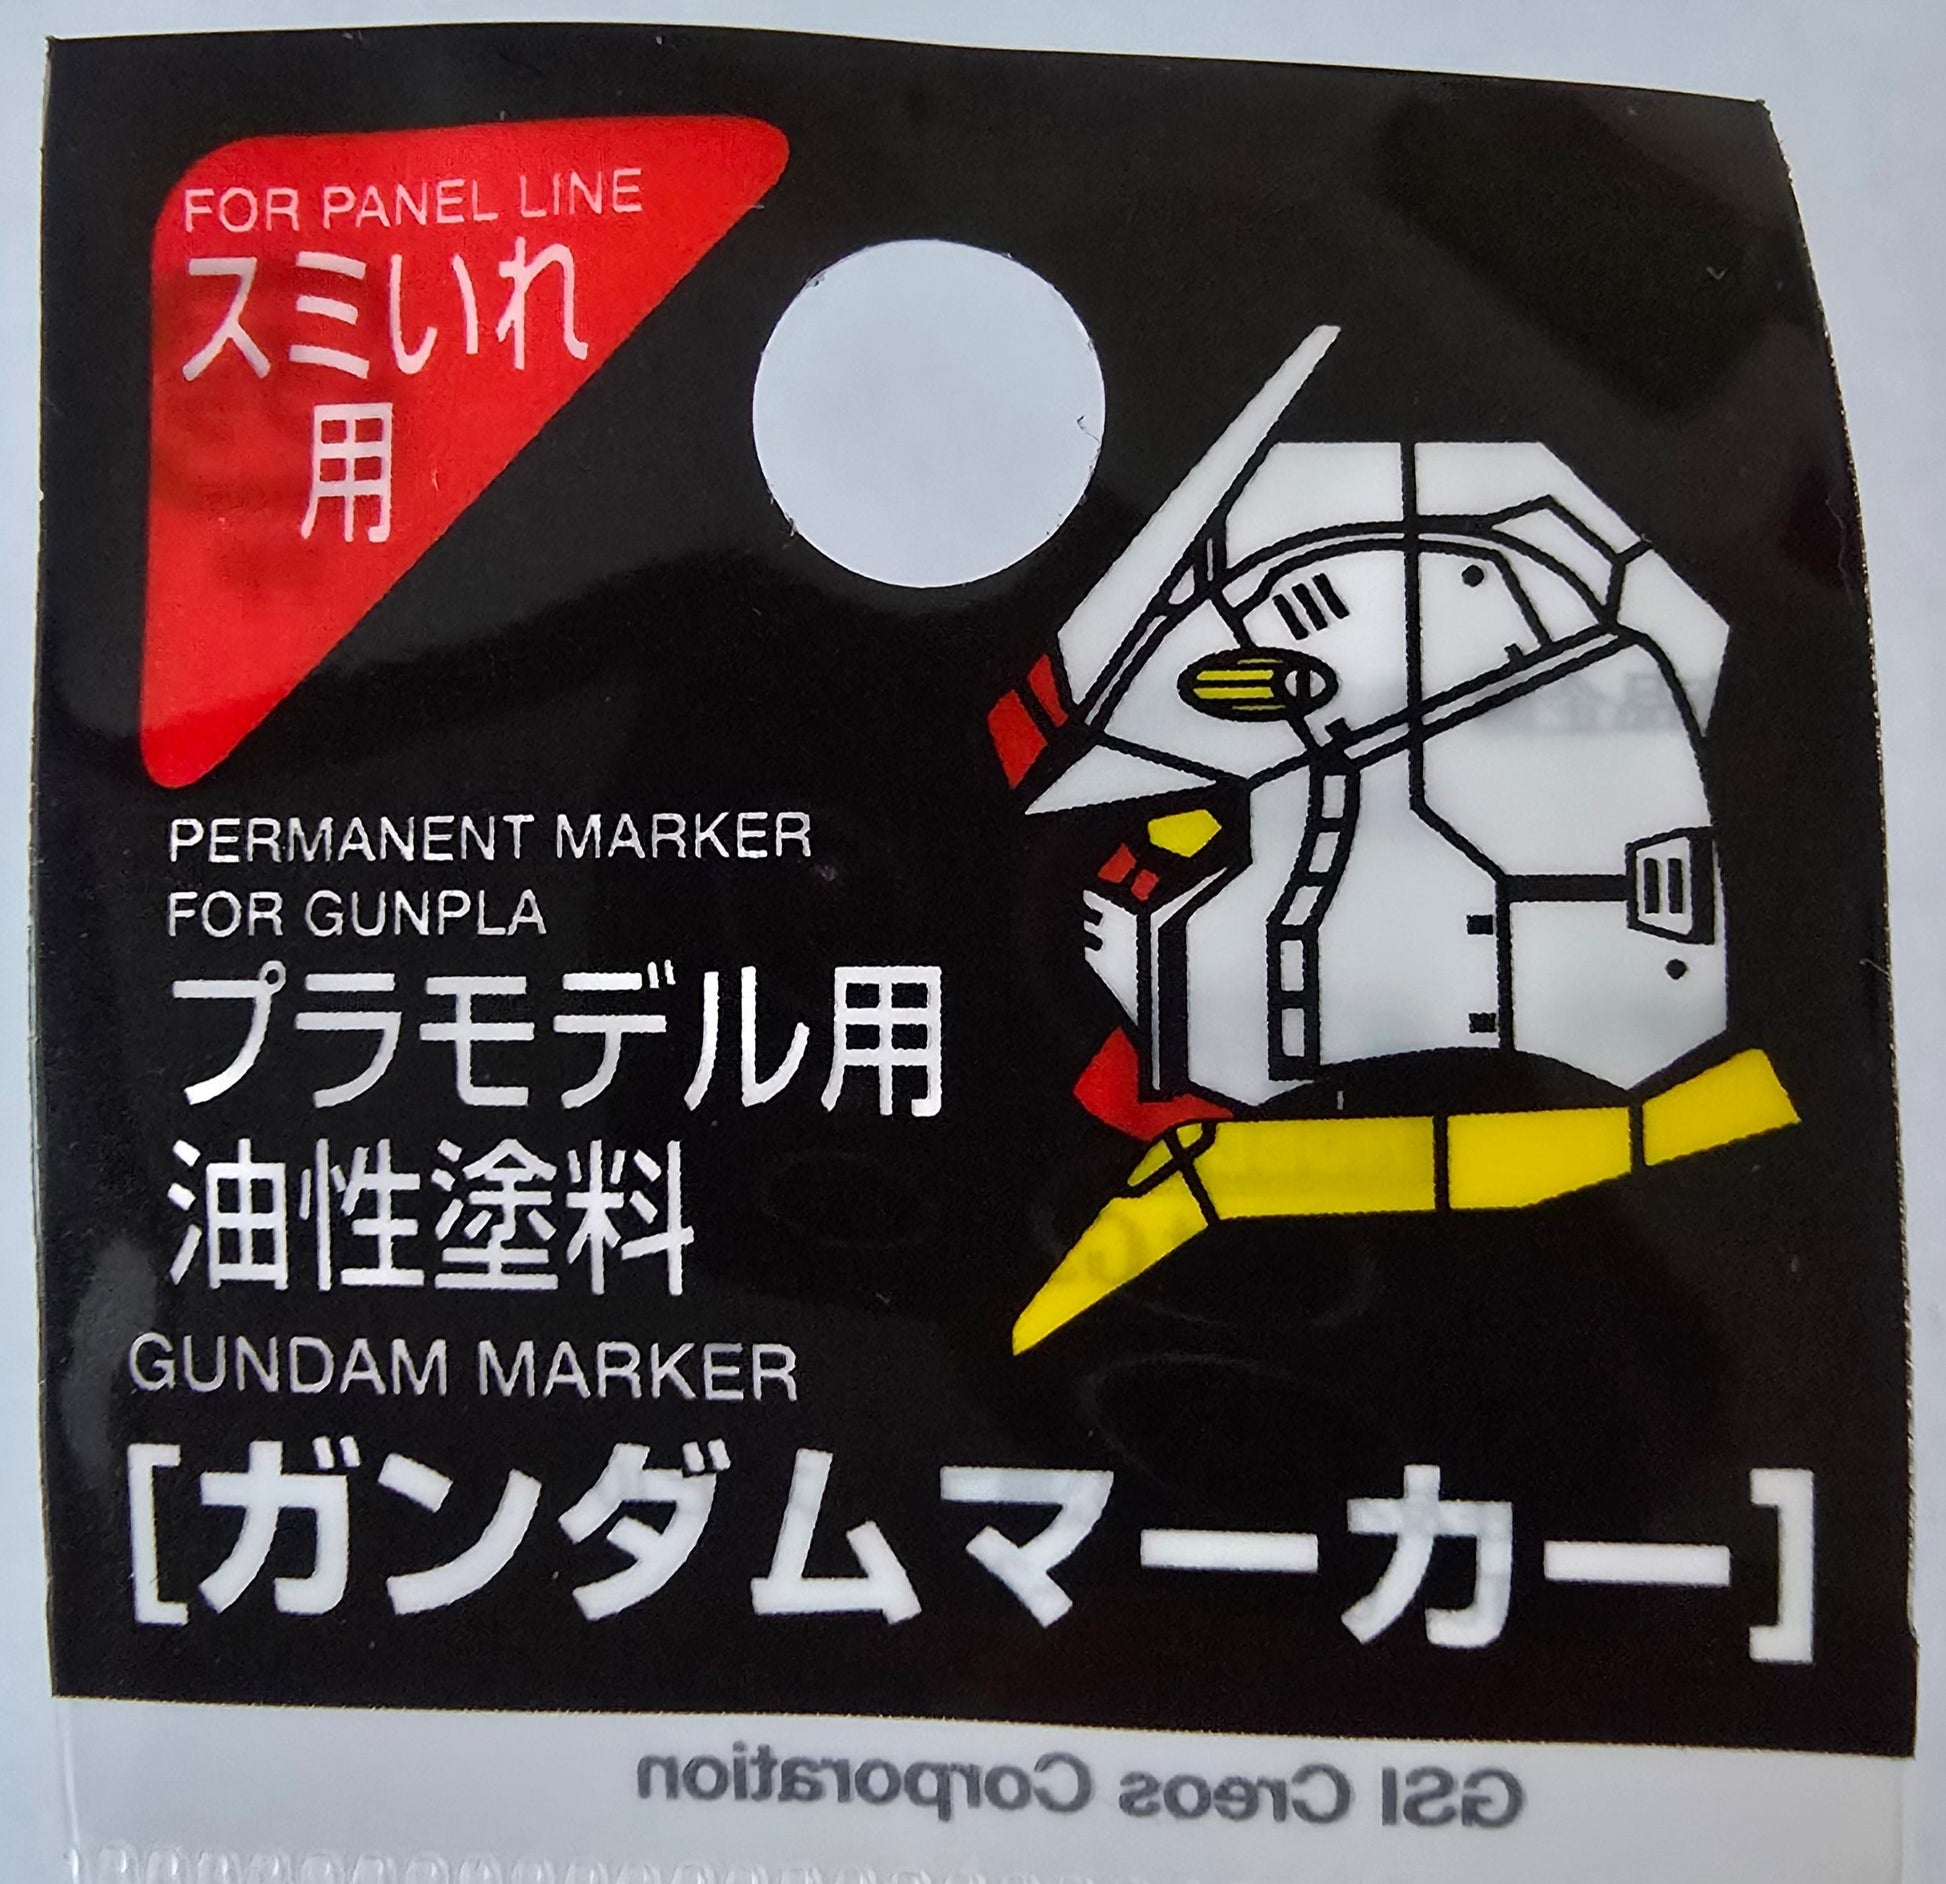 FOR PANEL LINE
スミいれ
用
PERMANENT MARKER
FOR GUNPLA
プラモデル用
油性塗料
GUNDAM MARKER
[ガンダムマーカー]
GSI Creos Corporation